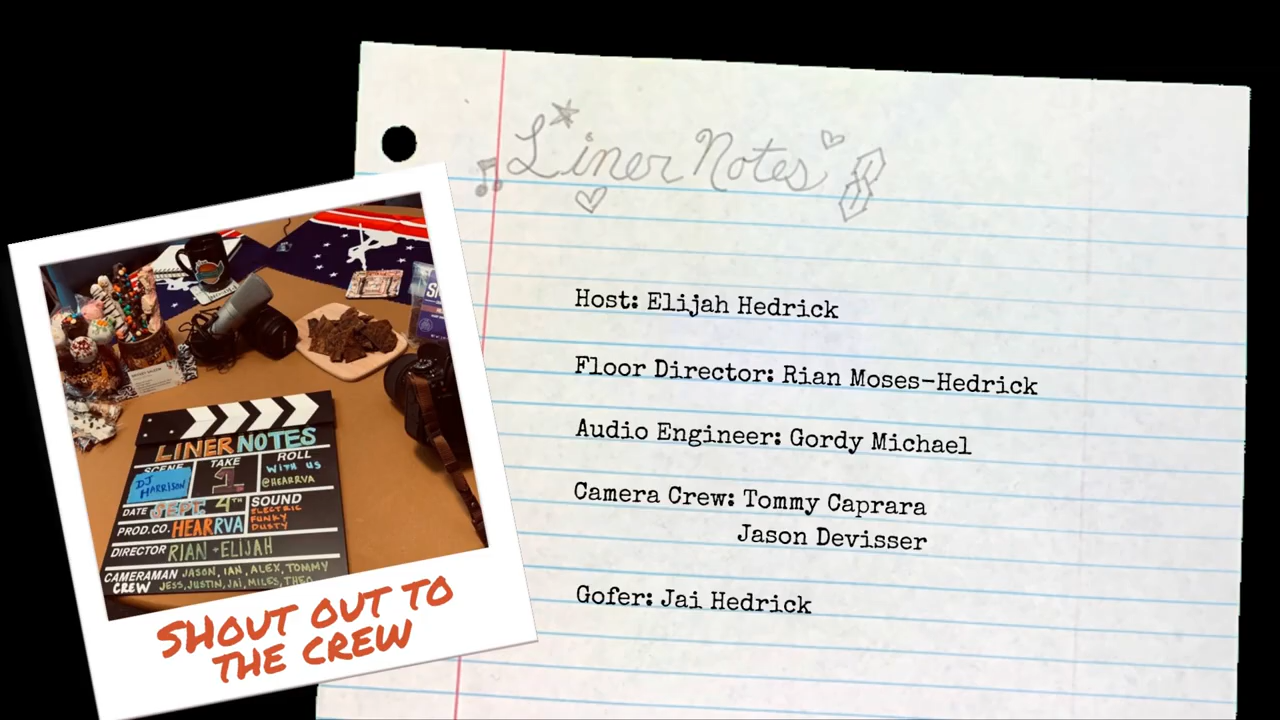 Liner Notes
Host: Elijah Hedrick
Floor Director: Rian Moses-Hedrick
Audio Engineer: Gordy Michael
Camera Crew: Tommy Caprara
Jason Devisser
Gofer: Jai Hedrick
LINER NOTES
SCENE TAKE ROLL
DJ HARRISON 1 WITH US @HEARRVA
DATE SEPT. 4TH SOUND
ELECTRIC
FUNKY
DUSTY
PROD.CO. HEARRVA
DIRECTOR RIAN + ELIJAH
CAMERAMAN JASON, IAN, ALEX, TOMMY
CREW JESS, JUSTIN, JAI, MILES, THEO
SHOUT OUT TO
THE CREW